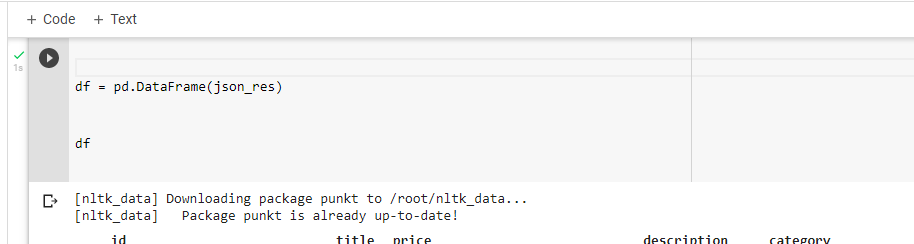 + Code + Text
1s
df = pd.DataFrame(json_res)
df
[nltk_data] Downloading package punkt to /root/nltk_data...
[nltk_data]   Package punkt is already up-to-date!
id title price description category